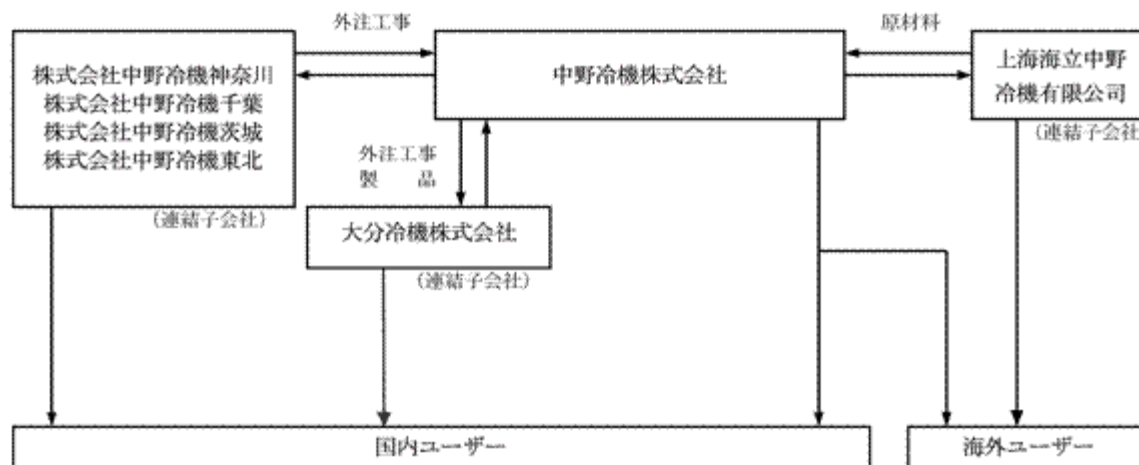 外注工事
原材料
株式会社中野冷機神奈川
株式会社中野冷機千葉
株式会社中野冷機茨城
株式会社中野冷機東北
中野冷機株式会社
上海海立中野
冷機有限公司
(連結子会社
外注工事
製　　品
(連結子会社)
大分冷機株式会社
(連結子会社)
国内ユーザー
海外ユーザー